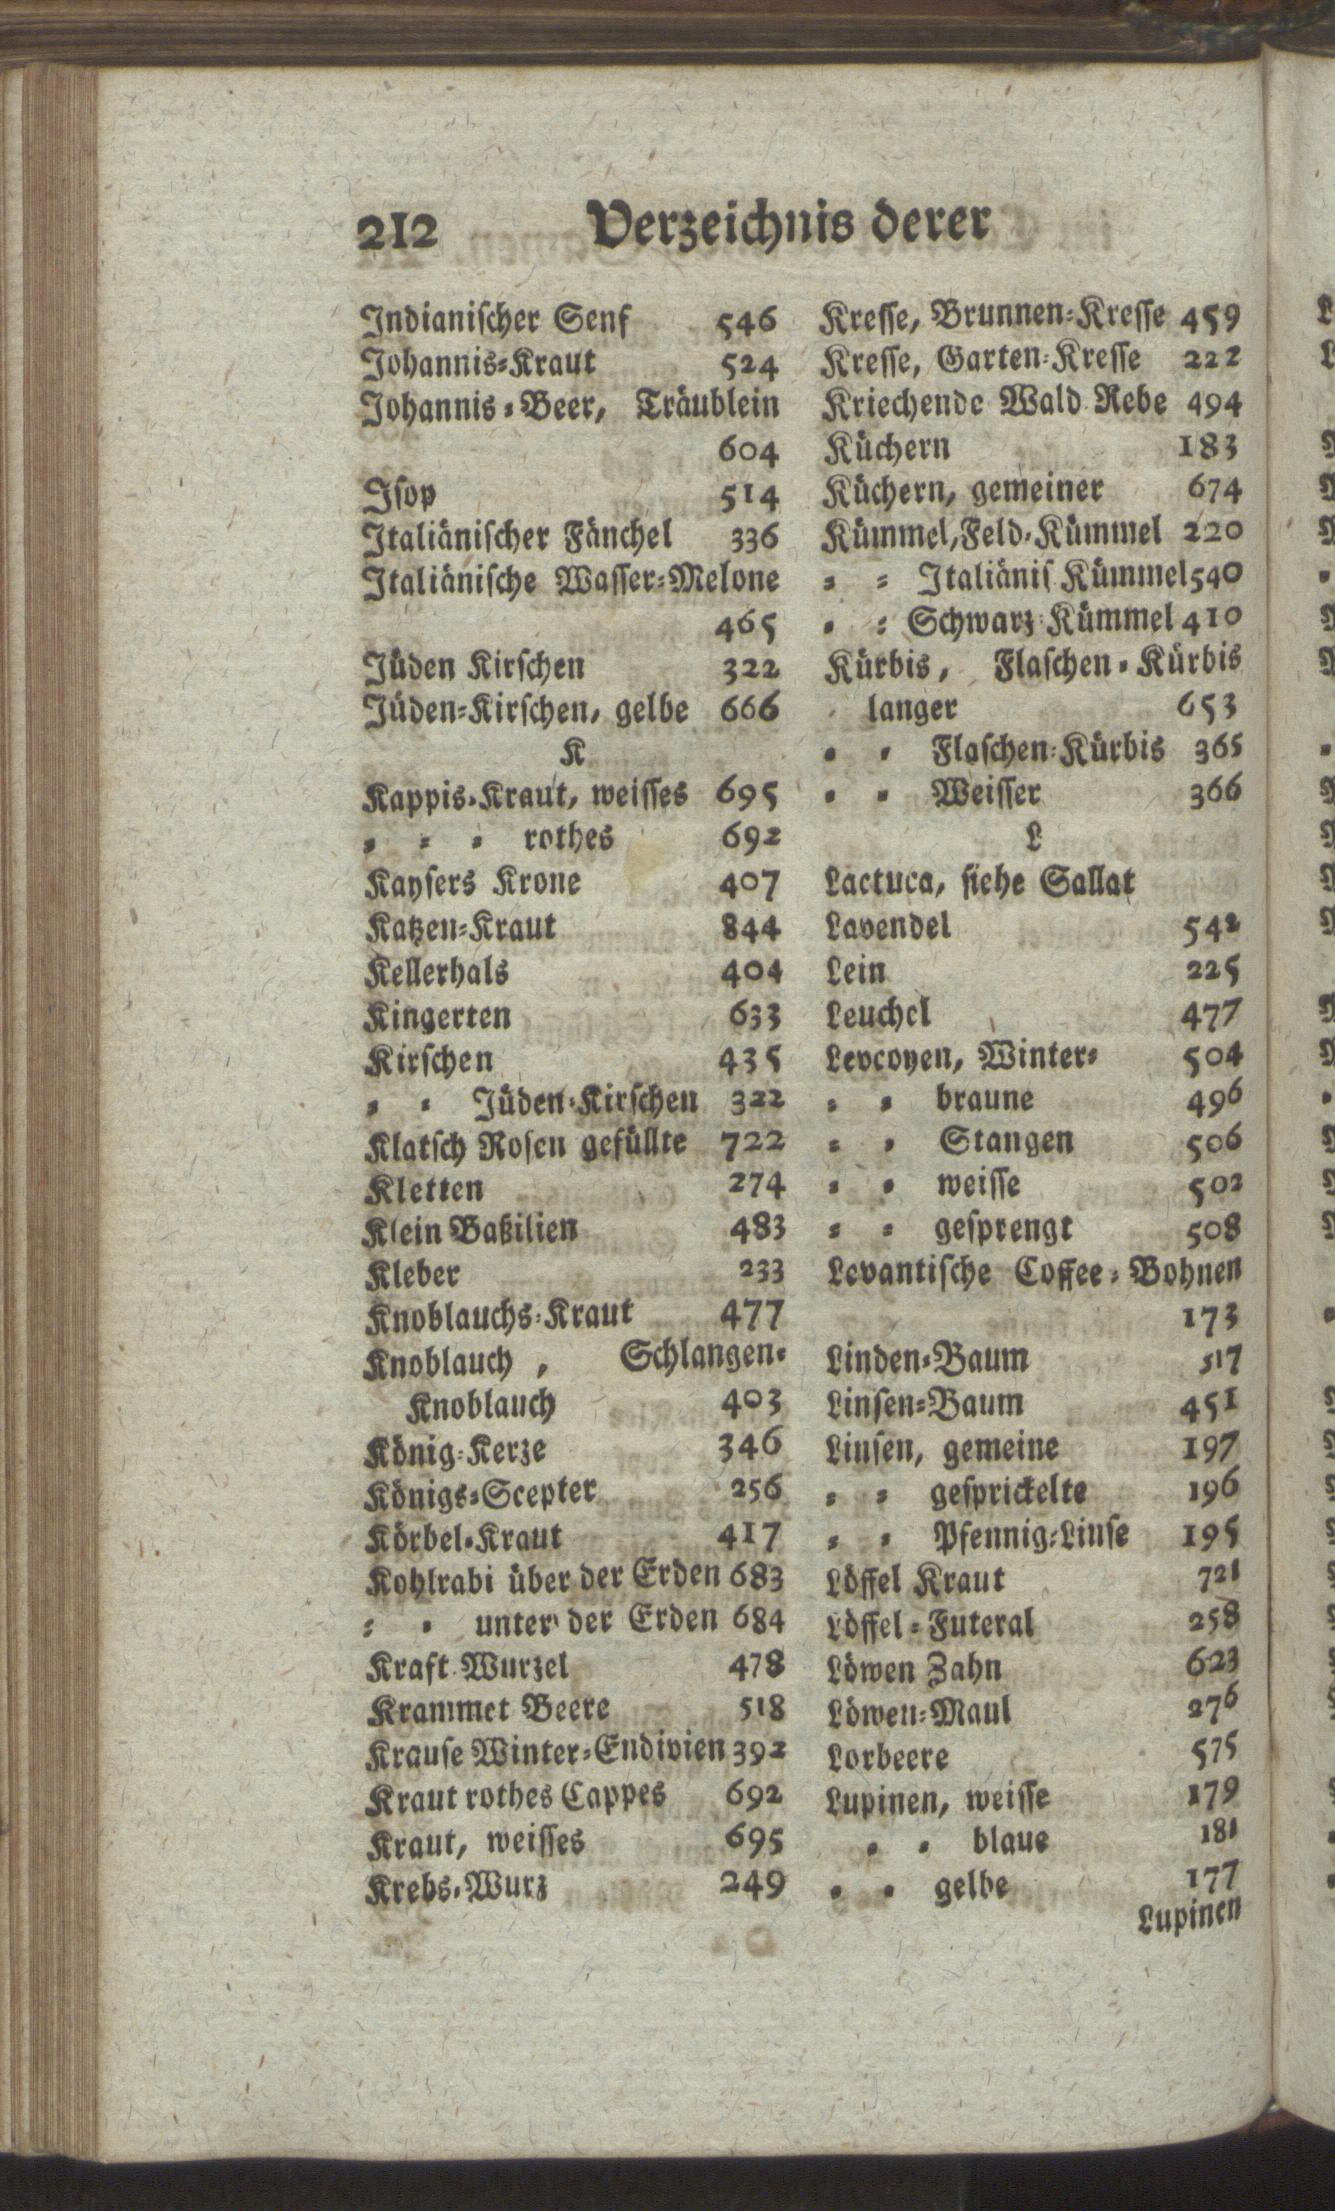 212 Verzeichnis derer
Indianischer Senf 546
Johannis-Kraut 524
Johannis-Beer, Träublein
604
Isop 514
Italiänischer Fänchel 336
Italiänische Wasser-Melone
465
Jüden Kirschen 322
Jüden-Kirschen, gelbe 666
K
Kappis-Kraut, weisses 695
- - - rothes 692
Kaysers Krone 407
Katzen-Kraut 844
Kellerhals 404
Kingerten 633
Kirschen 435
- - Jüden-Kirschen 322
Klatsch Rosen gefüllte 722
Kletten 274
Klein Baßilien 483
Kleber 233
Knoblauchs-Kraut 477
Knoblauch, Schlangen-
Knoblauch 403
König-Kerze 346
Königs-Scepter 256
Körbel-Kraut 417
Kohlrabi über der Erden 683
- - unter der Erden 684
Kraft Wurzel 478
Krammet Beere 518
Krause Winter-Endivien 392
Kraut rothes Cappes 692
Kraut, weisses 695
Krebs-Wurz 249
Kresse, Brunnen-Kresse 459
Kresse, Garten-Kresse 222
Kriechende Wald Rebe 494
Küchern 183
Küchern, gemeiner 674
Kümmel, Feld-Kümmel 220
- - Italiänis Kümmel 540
- - Schwarz Kümmel 410
Kürbis, Flaschen-Kürbis
langer 653
- - Flaschen-Kürbis 365
- - Weisser 366
L
Lactuca, siehe Sallat
Lavendel 542
Lein 225
Leuchel 477
Levcoyen, Winter- 504
- - braune 496
- - Stangen 506
- - weisse 502
- - gesprengt 508
Levantische Coffee-Bohnen
173
Linden-Baum 517
Linsen-Baum 451
Linsen, gemeine 197
- - gesprickelte 196
- - Pfennig-Linse 195
Löffel Kraut 721
Löffel-Futeral 258
Löwen Zahn 623
Löwen-Maul 276
Lorbeere 575
Lupinen, weisse 179
- - blaue 181
- - gelbe 177
Lupinen